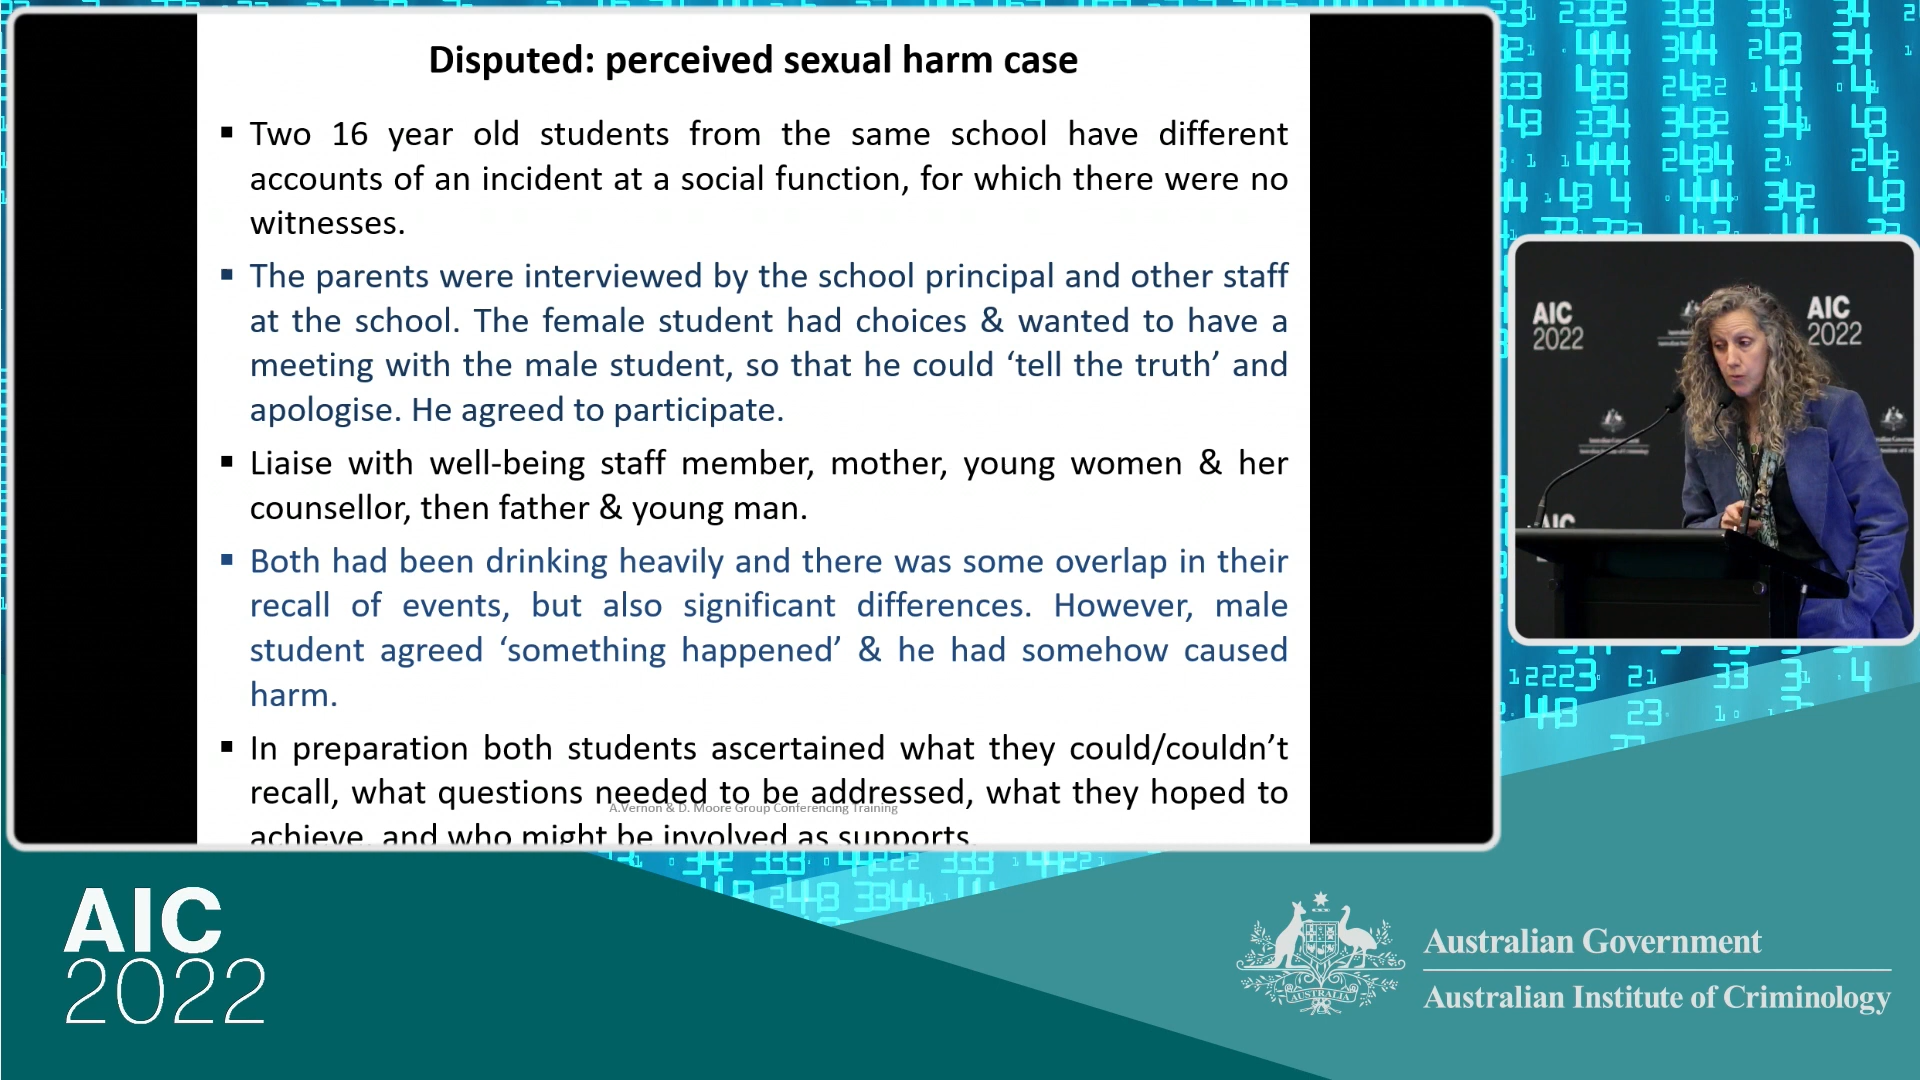 Disputed: perceived sexual harm case
▪ Two 16 year old students from the same school have different
accounts of an incident at a social function, for which there were no
witnesses.
▪ The parents were interviewed by the school principal and other staff
at the school. The female student had choices & wanted to have a
meeting with the male student, so that he could ‘tell the truth’ and
apologise. He agreed to participate.
▪ Liaise with well-being staff member, mother, young women & her
counsellor, then father & young man.
▪ Both had been drinking heavily and there was some overlap in their
recall of events, but also significant differences. However, male
student agreed ‘something happened’ & he had somehow caused
harm.
▪ In preparation both students ascertained what they could/couldn’t
recall, what questions needed to be addressed, what they hoped to
A.Vernon & D. Moore Group Conferencing Training
achieve, and who might be involved as supports.
AIC
2022
AIC
2022
AIC
AIC
2022
Australian Government
Australian Institute of Criminology
AUSTRALIA